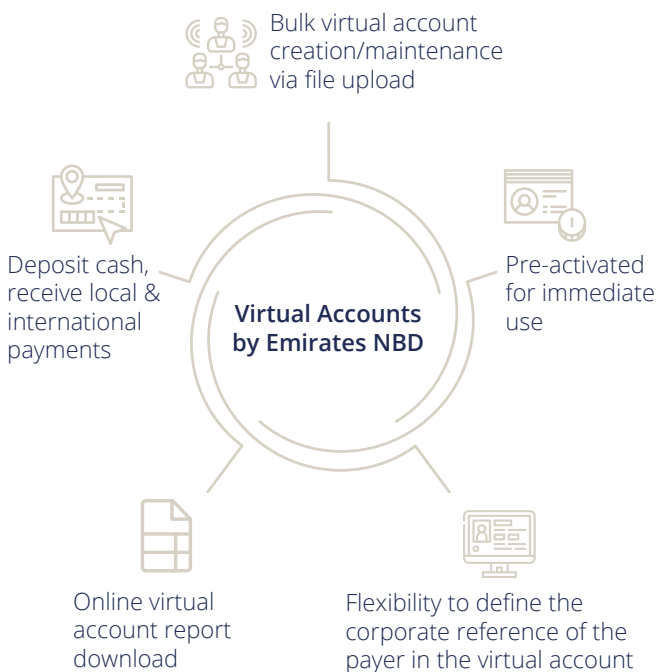 Bulk virtual account
creation/maintenance
via file upload
Deposit cash,
receive local &
international
payments
Pre-activated
for immediate
use
Virtual Accounts
by Emirates NBD
Online virtual
account report
download
Flexibility to define the
corporate reference of the
payer in the virtual account